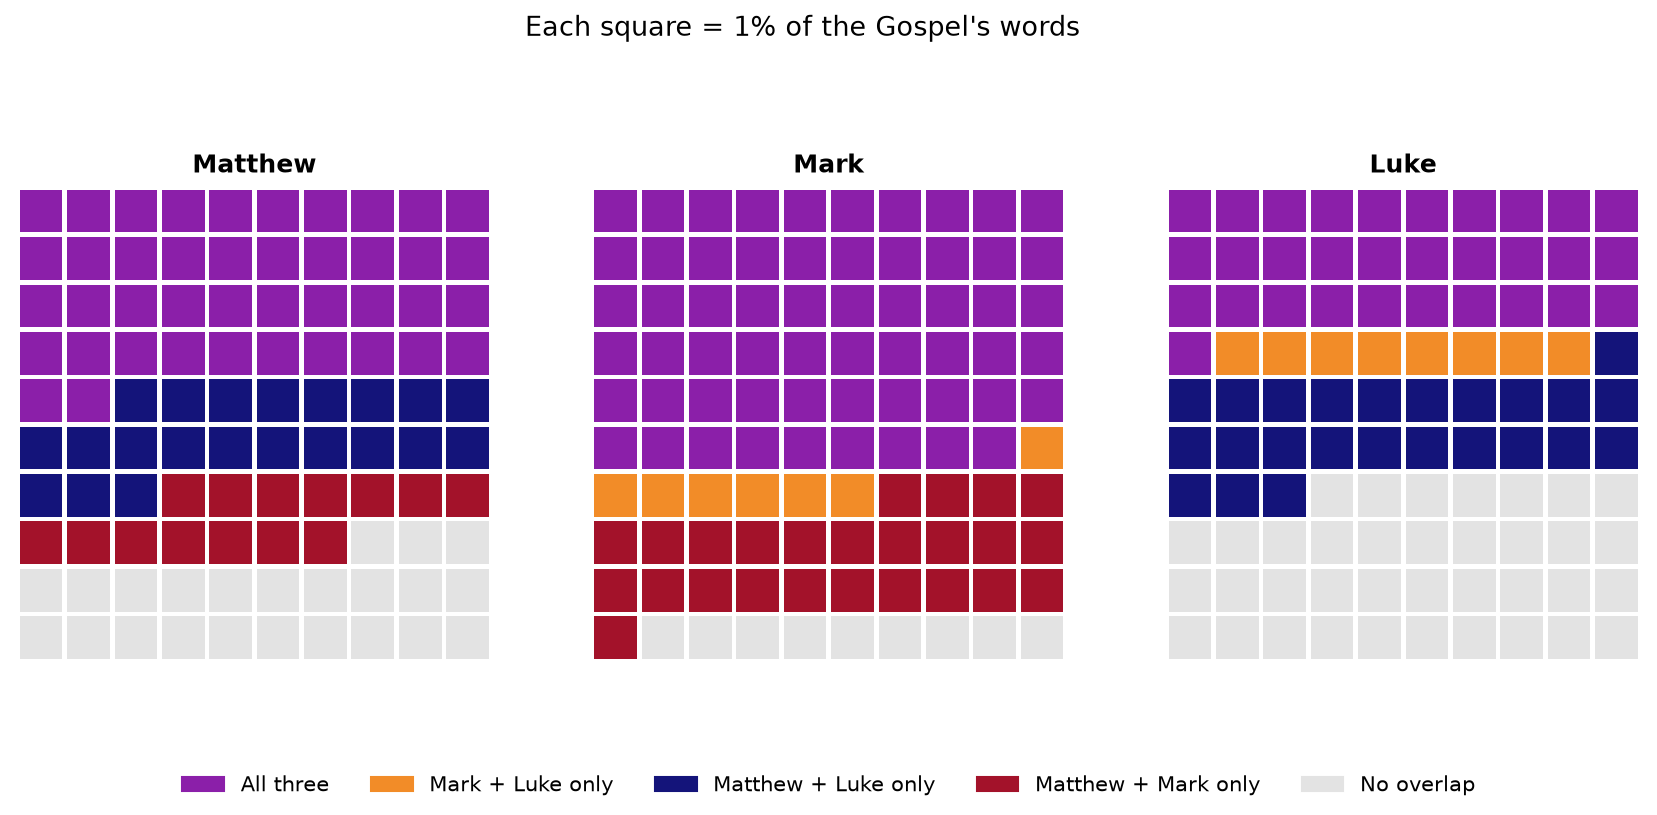 Each square = 1% of the Gospel's words
Matthew
Mark
Luke
All three
Mark + Luke only
Matthew + Luke only
Matthew + Mark only
No overlap